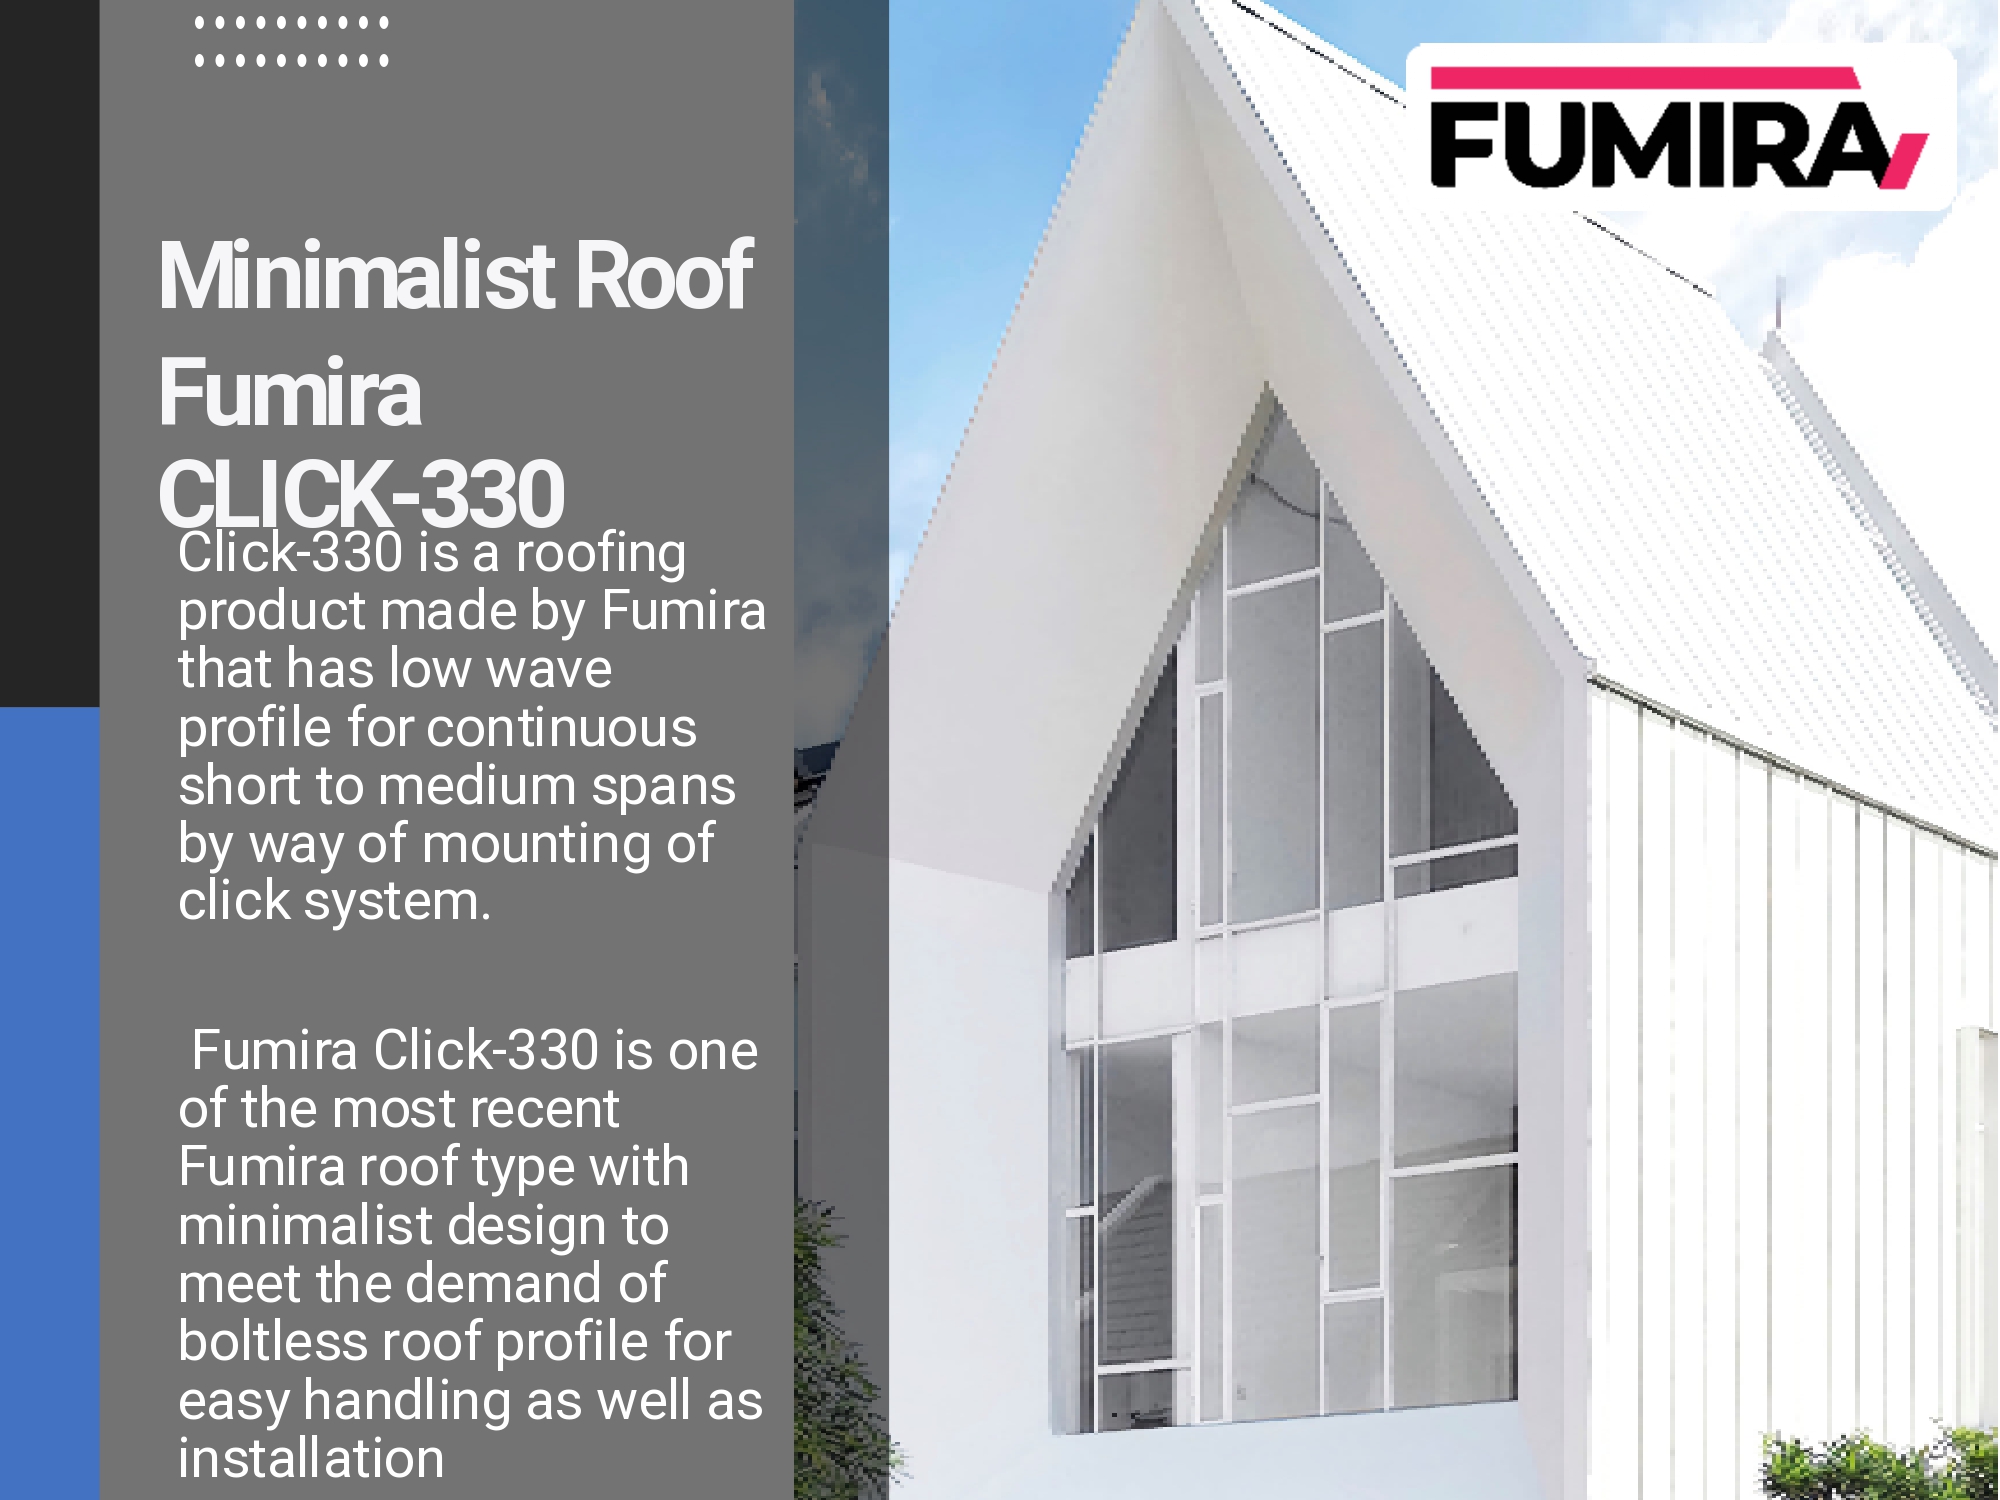 FUMIRA
Minimalist Roof
Fumira
CLICK-330
Click-330 is a roofing
product made by Fumira
that has low wave
profile for continuous
short to medium spans
by way of mounting of
click system.
Fumira Click-330 is one
of the most recent
Fumira roof type with
minimalist design to
meet the demand of
boltless roof profile for
easy handling as well as
installation